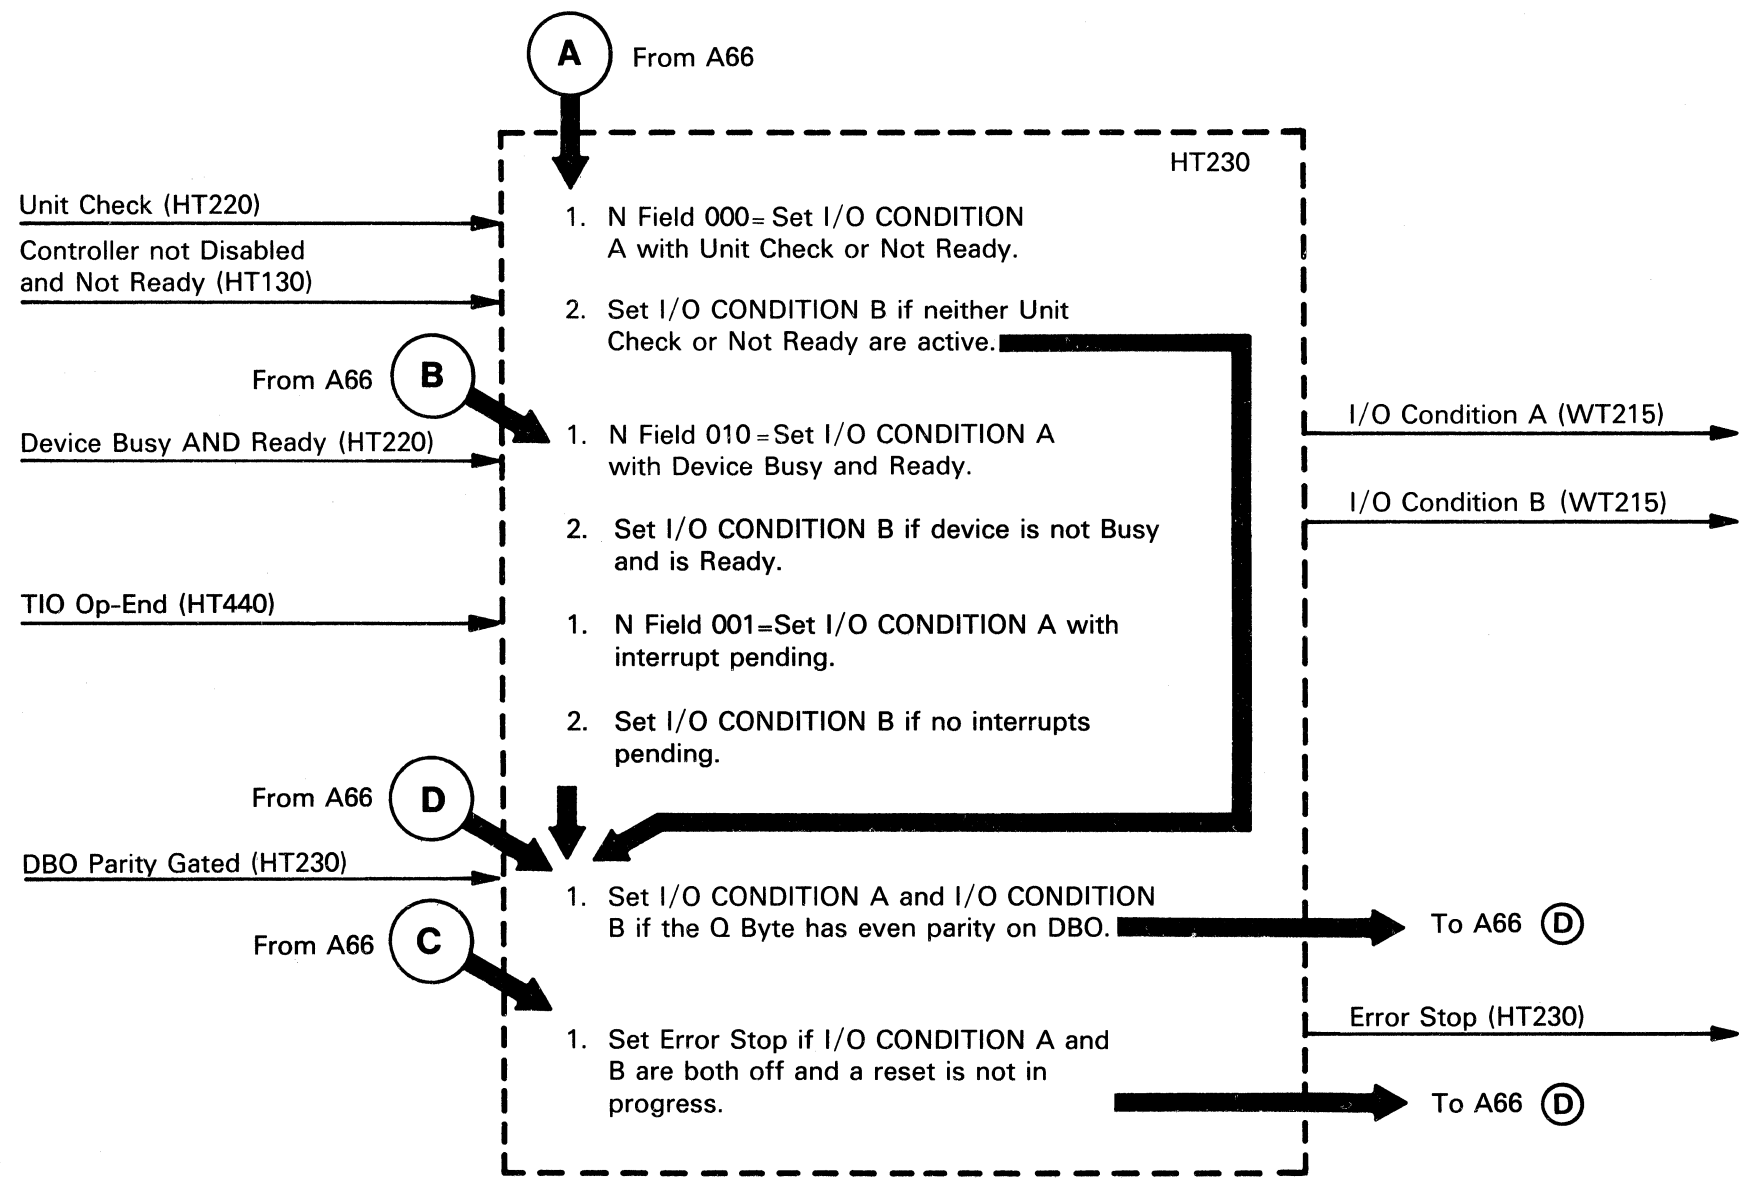 A From A66
HT230
Unit Check (HT220)
Controller not Disabled
and Not Ready (HT130)
1. N Field 000= Set I/O CONDITION
A with Unit Check or Not Ready.
2. Set I/O CONDITION B if neither Unit
Check or Not Ready are active.
From A66 B
Device Busy AND Ready (HT220)
1. N Field 010=Set I/O CONDITION A
with Device Busy and Ready.
I/O Condition A (WT215)
I/O Condition B (WT215)
2. Set I/O CONDITION B if device is not Busy
and is Ready.
TIO Op-End (HT440)
1. N Field 001=Set I/O CONDITION A with
interrupt pending.
2. Set I/O CONDITION B if no interrupts
pending.
From A66 D
DBO Parity Gated (HT230)
1. Set I/O CONDITION A and I/O CONDITION
B if the Q Byte has even parity on DBO.
To A66 D
From A66 C
1. Set Error Stop if I/O CONDITION A and
B are both off and a reset is not in
progress.
Error Stop (HT230)
To A66 D